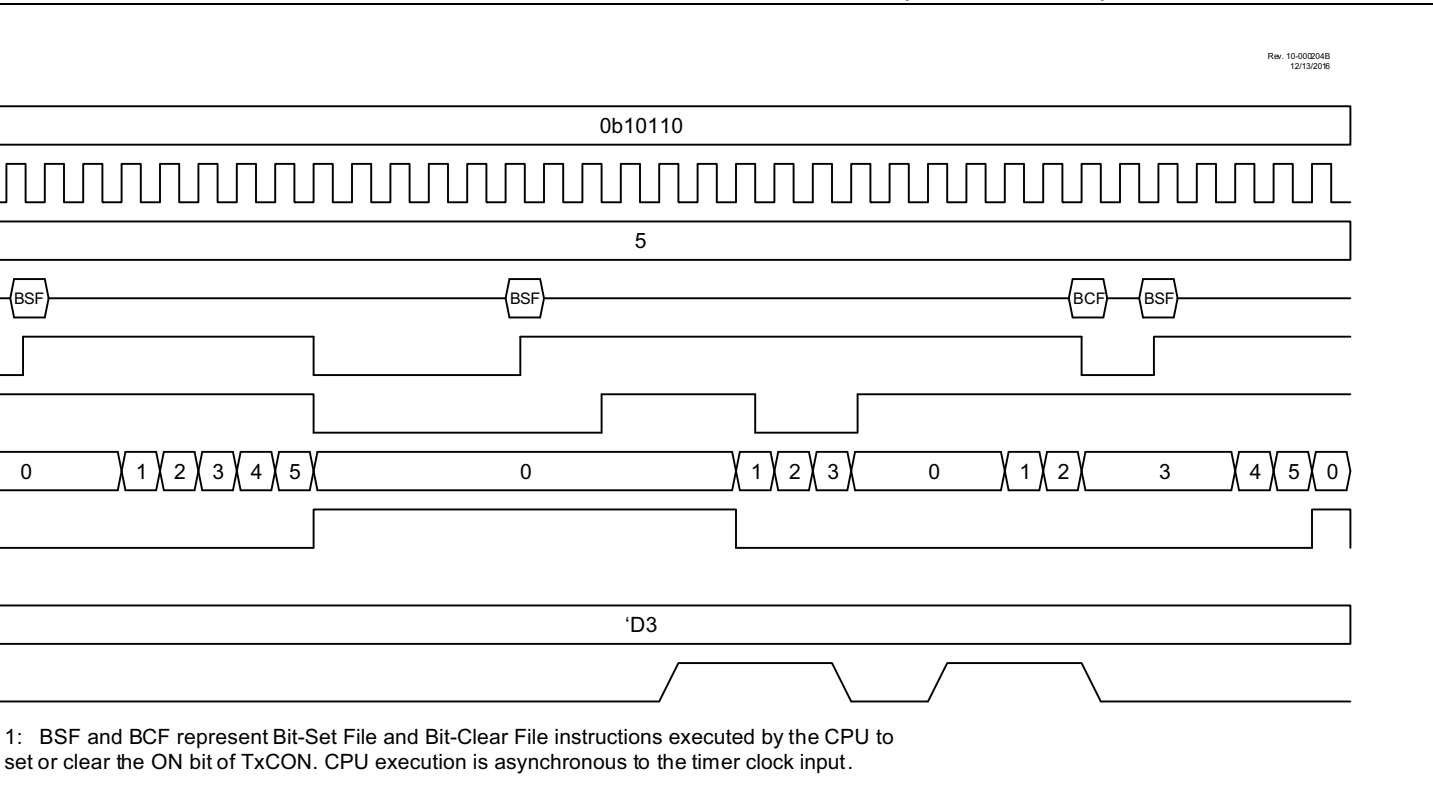 Rev. 10-000204B
12/13/2016
0b10110
5
BSF BSF BCF BSF
0 1 2 3 4 5 0 1 2 3 0 1 2 3 4 5 0
‘D3
1: BSF and BCF represent Bit-Set File and Bit-Clear File instructions executed by the CPU to
set or clear the ON bit of TxCON. CPU execution is asynchronous to the timer clock input.